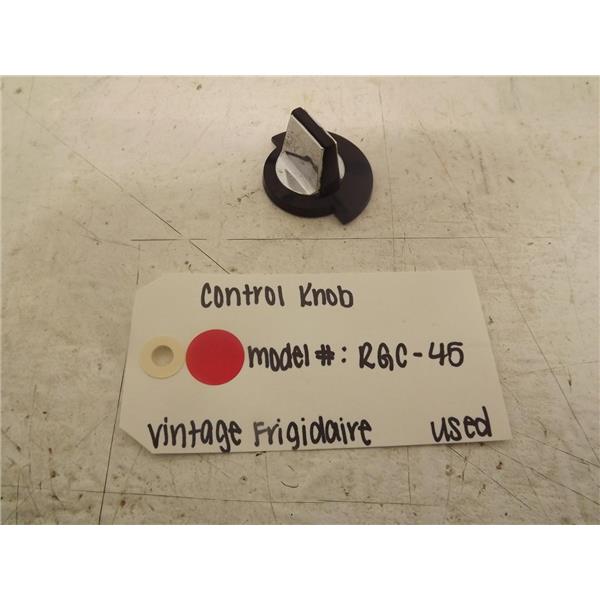 Control Knob
model #: RGC-45
Vintage Frigidaire used